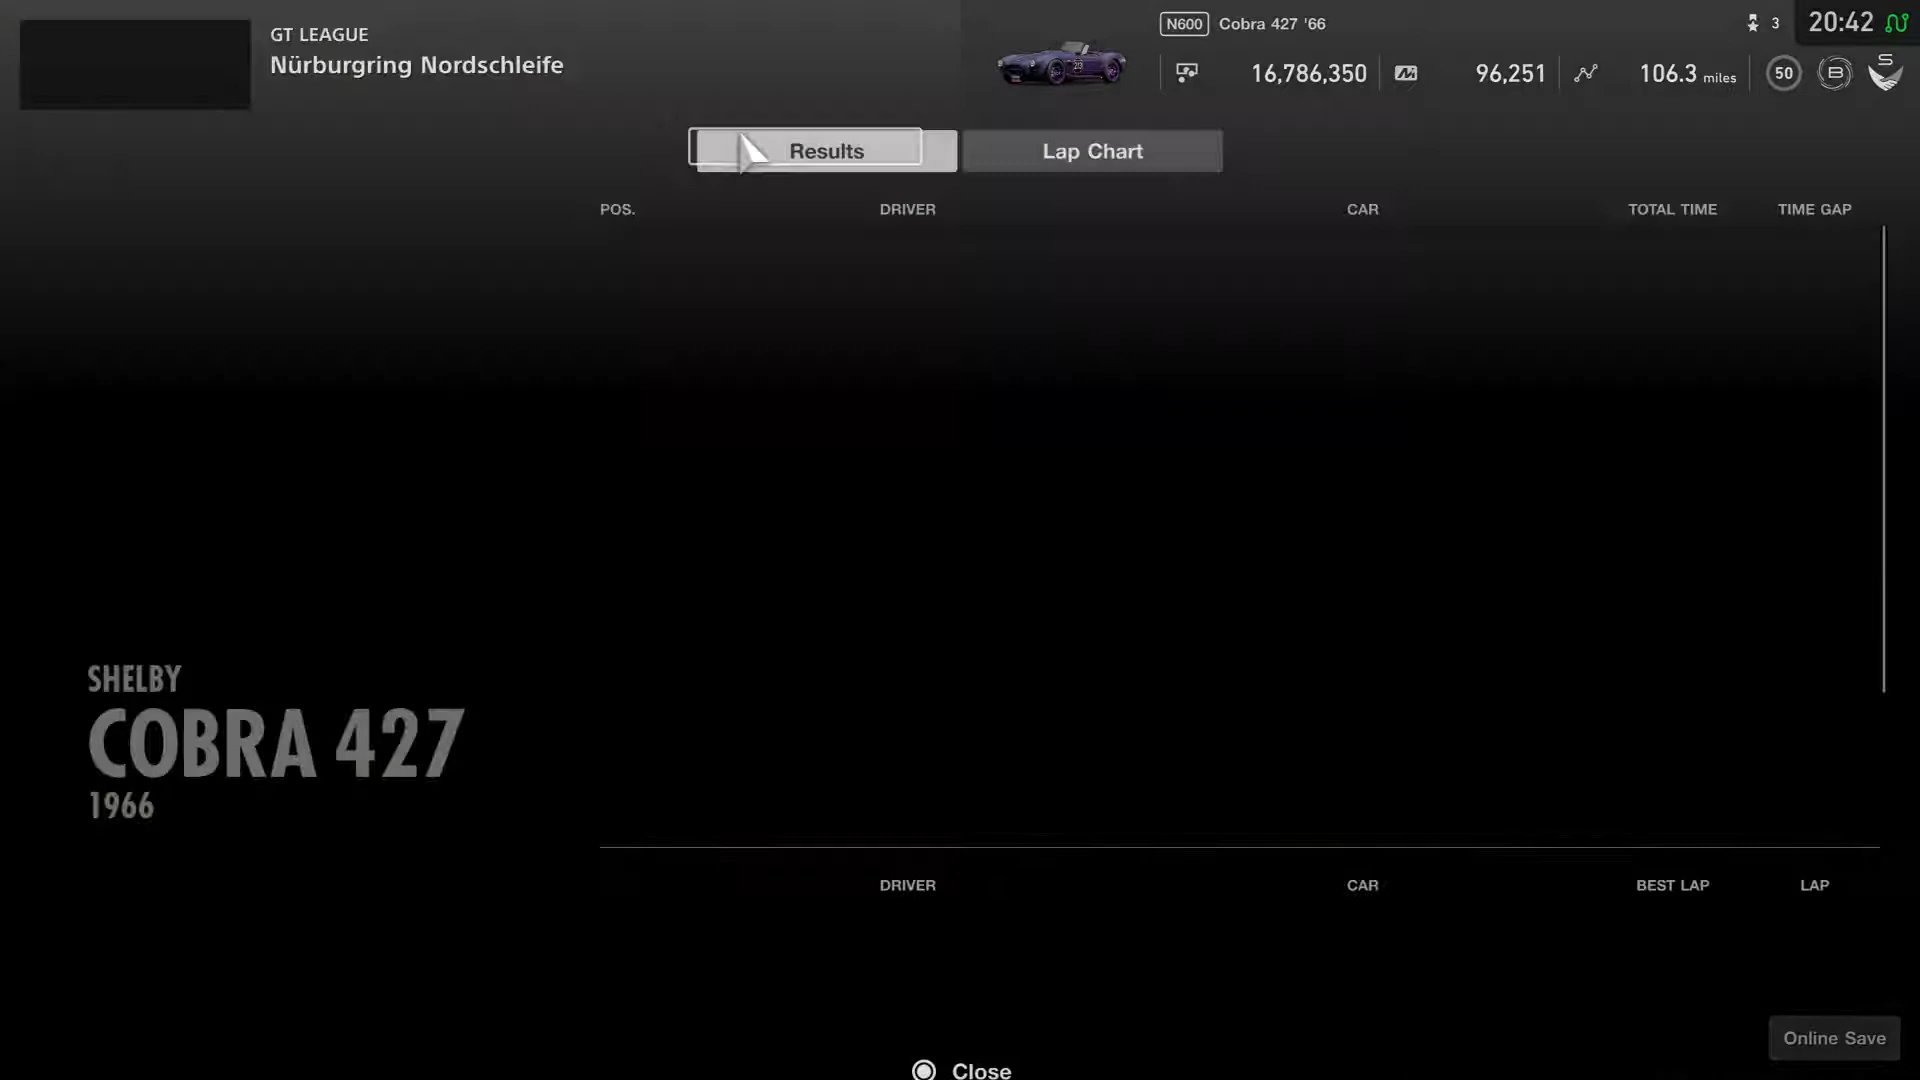 GT LEAGUE
Nürburgring Nordschleife
N600 Cobra 427 '66
3
20:42
16,786,350
96,251
106.3 miles
50
B
S
Results
Lap Chart
POS. DRIVER CAR TOTAL TIME TIME GAP
SHELBY
COBRA 427
1966
DRIVER CAR BEST LAP LAP
Online Save
Close